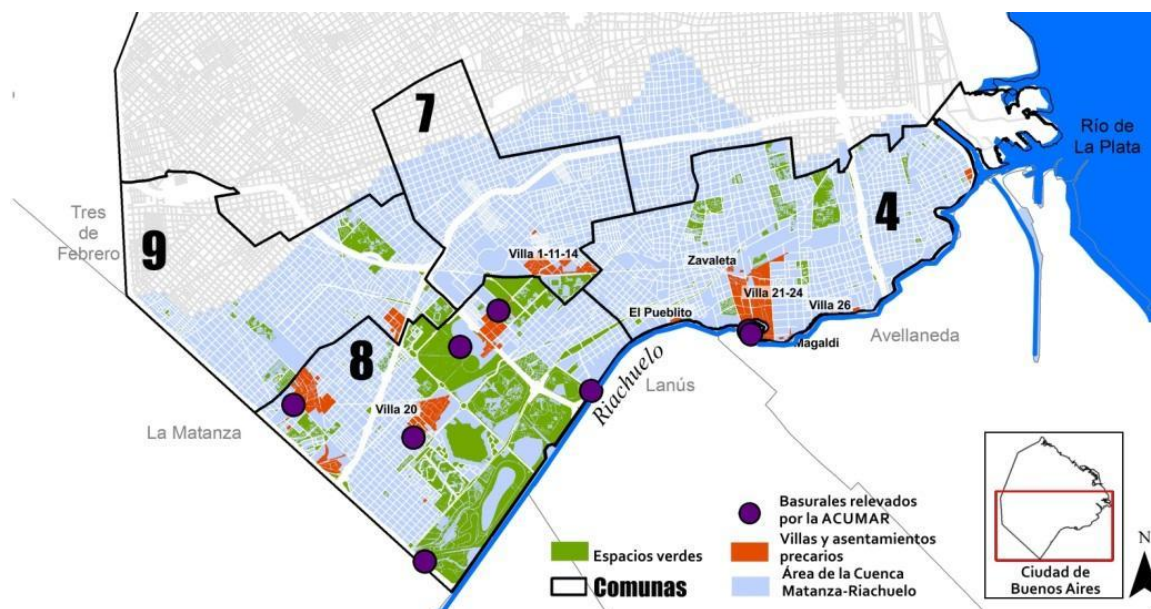 7
Río de
La Plata
Tres
de
Febrero
9
4
Villa 1-11-14
Zavaleta
Villa 21-24
El Pueblito
Villa 26
Magaldi
Avellaneda
8
Riachuelo
Lanús
La Matanza
Villa 20
Espacios verdes
Comunas
Basurales relevados
por la ACUMAR
Villas y asentamientos
precarios
Área de la Cuenca
Matanza-Riachuelo
Ciudad de
Buenos Aires
N